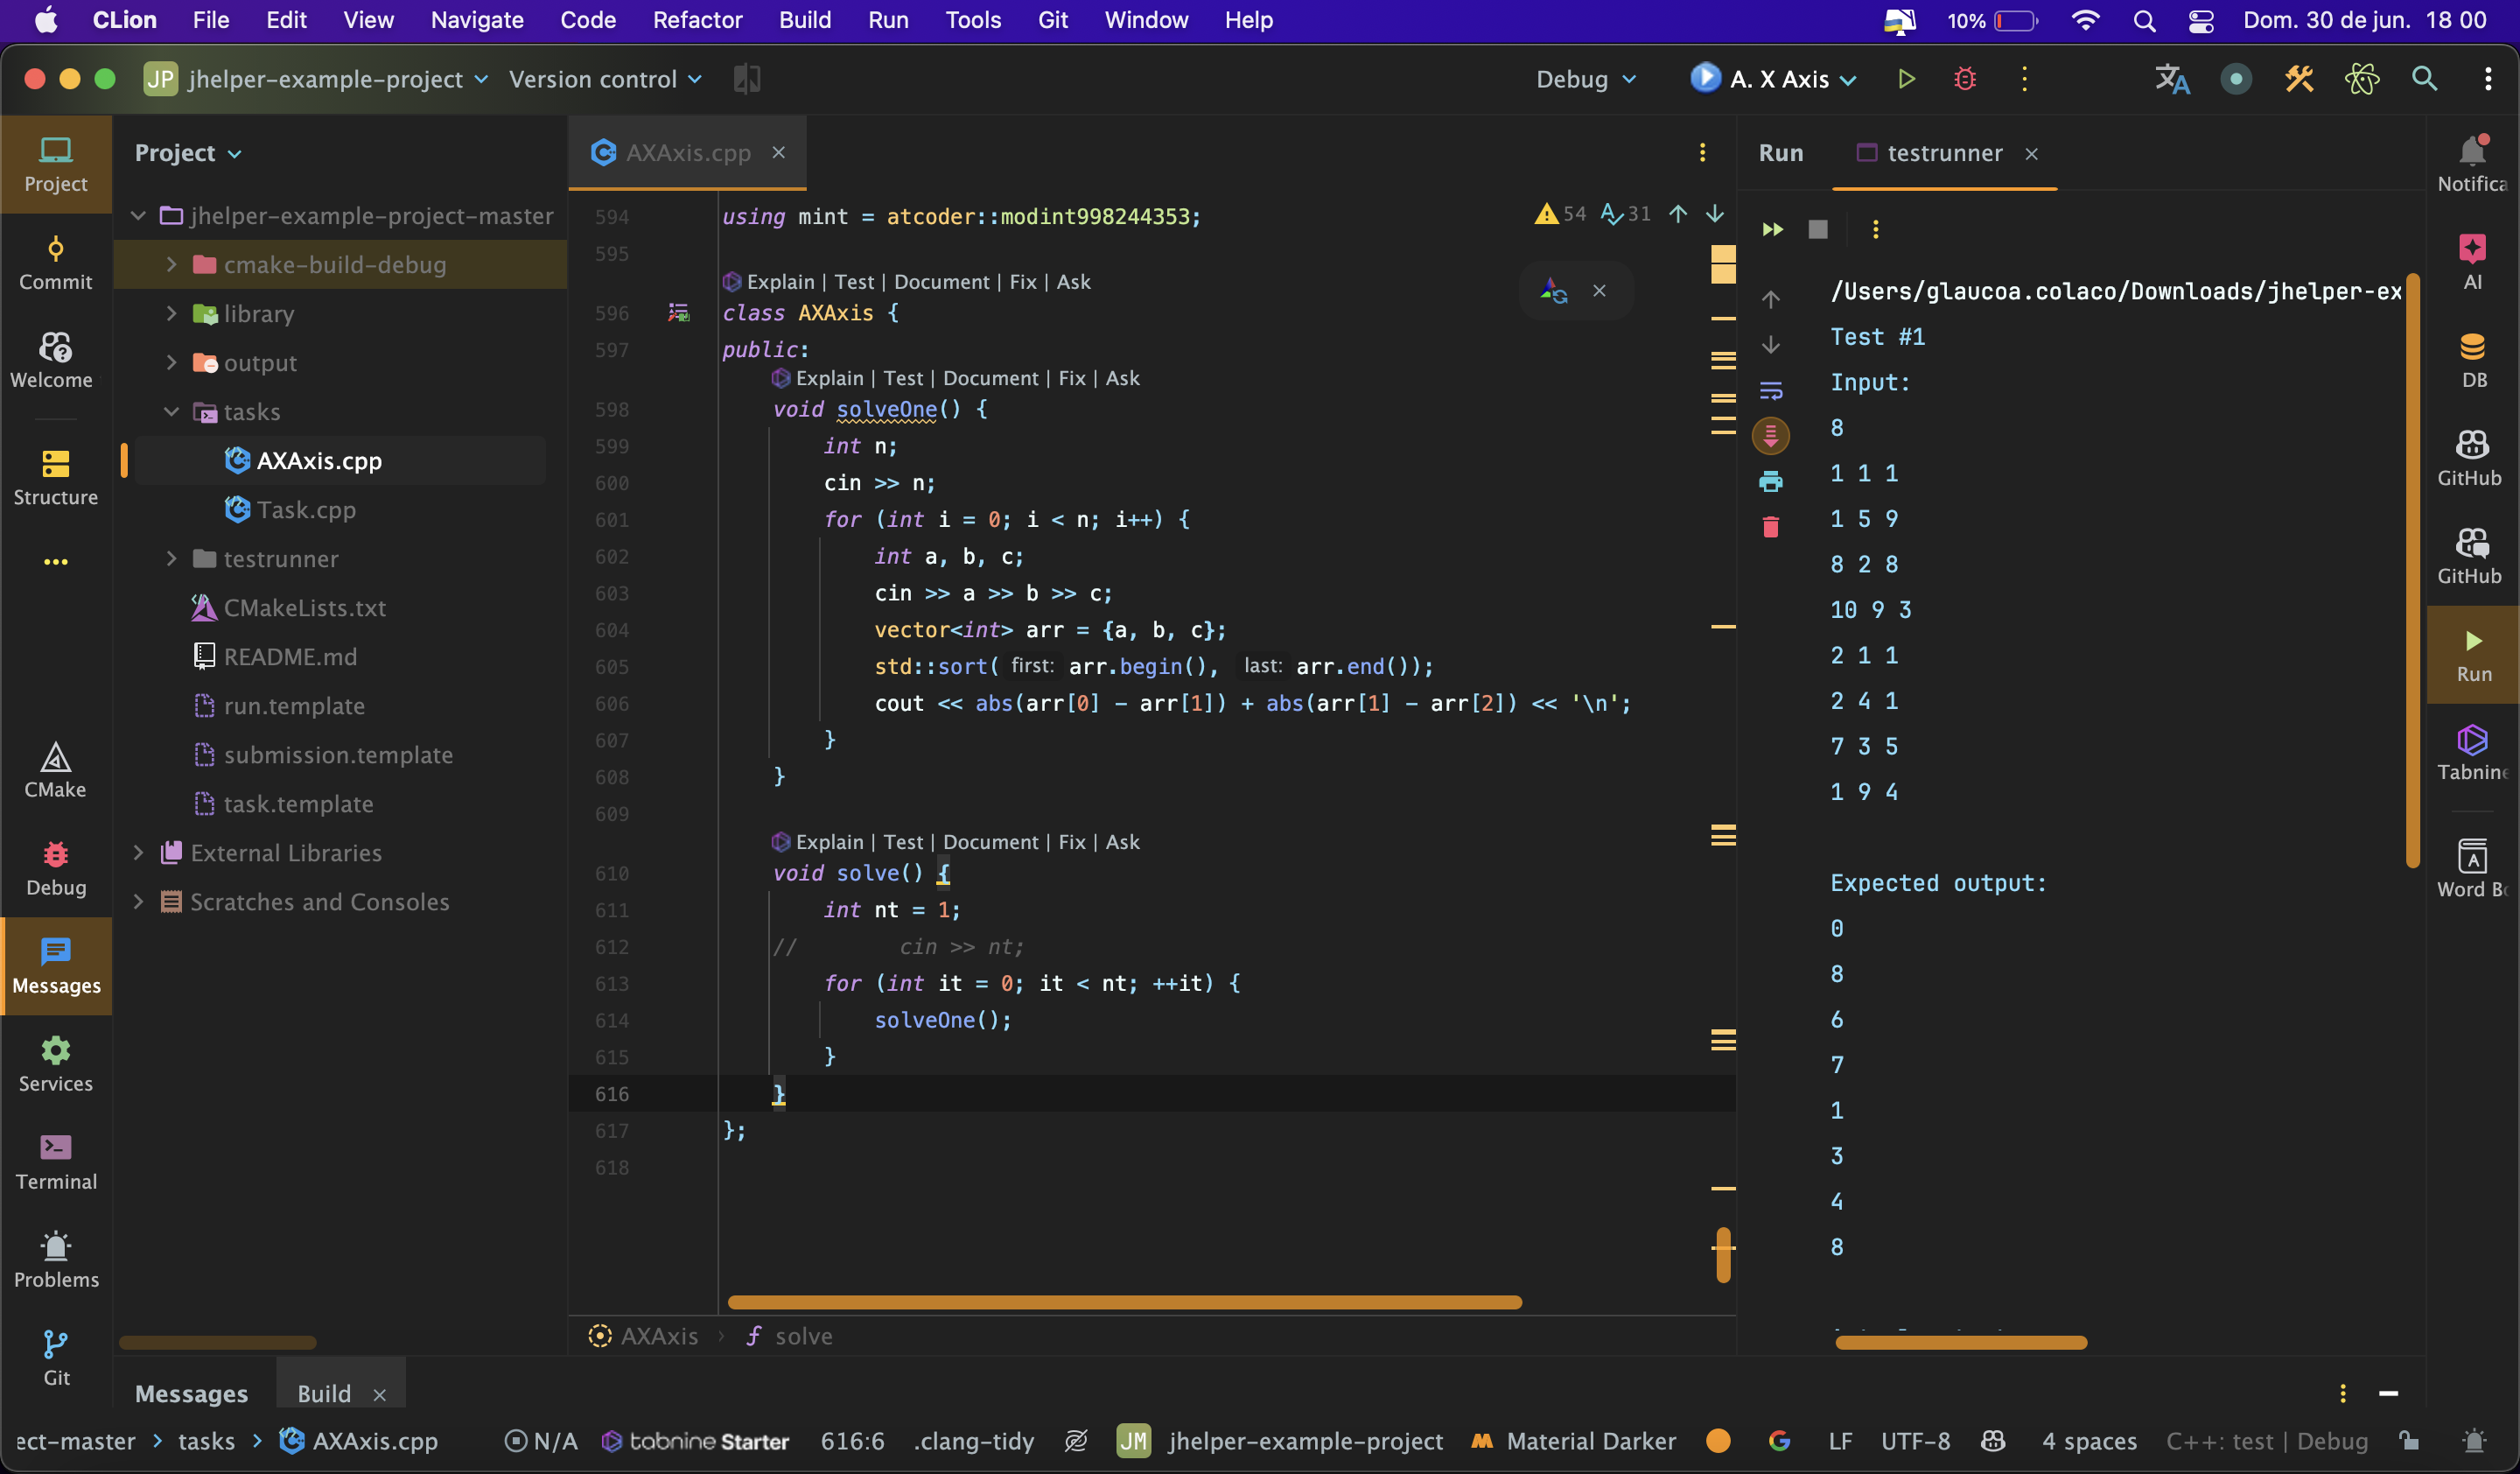 CLion File Edit View Navigate Code Refactor Build Run Tools Git Window Help 10% Dom. 30 de jun. 18 00
JP jhelper-example-project Version control Debug A. X Axis
Project
Commit
Welcome
Structure
CMake
Debug
Messages
Services
Terminal
Problems
Git
Project
jhelper-example-project-master
cmake-build-debug
library
output
tasks
AXAxis.cpp
Task.cpp
testrunner
CMakeLists.txt
README.md
run.template
submission.template
task.template
External Libraries
Scratches and Consoles
AXAxis.cpp
54 31
594 using mint = atcoder::modint998244353;
595
Explain | Test | Document | Fix | Ask
596 class AXAxis {
597 public:
Explain | Test | Document | Fix | Ask
598 void solveOne() {
599 int n;
600 cin >> n;
601 for (int i = 0; i < n; i++) {
602 int a, b, c;
603 cin >> a >> b >> c;
604 vector<int> arr = {a, b, c};
605 std::sort( first: arr.begin(), last: arr.end());
606 cout << abs(arr[0] - arr[1]) + abs(arr[1] - arr[2]) << '\n';
607 }
608 }
609
Explain | Test | Document | Fix | Ask
610 void solve() {
611 int nt = 1;
612 // cin >> nt;
613 for (int it = 0; it < nt; ++it) {
614 solveOne();
615 }
616 }
617 };
618
AXAxis solve
Run testrunner
/Users/glaucoa.colaco/Downloads/jhelper-ex
Test #1
Input:
8
1 1 1
1 5 9
8 2 8
10 9 3
2 1 1
2 4 1
7 3 5
1 9 4
Expected output:
0
8
6
7
1
3
4
8
Notifica
AI
DB
GitHub
GitHub
Run
Tabnine
Word Bo
Messages Build
ect-master tasks AXAxis.cpp N/A tabnine Starter 616:6 .clang-tidy JM jhelper-example-project Material Darker LF UTF-8 4 spaces C++: test | Debug